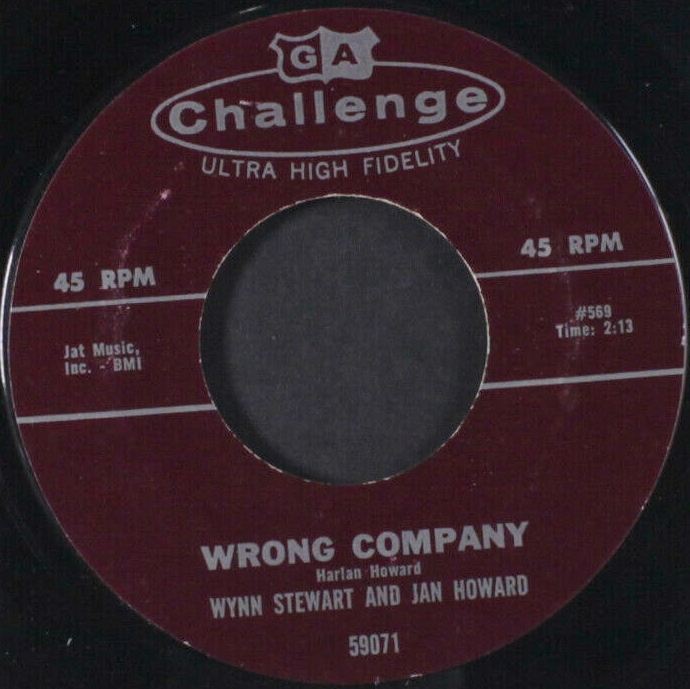 GA
Challenge
ULTRA HIGH FIDELITY
45 RPM
45 RPM
Jat Music,
Inc. - BMI
#569
Time: 2:13
WRONG COMPANY
Harlan Howard
WYNN STEWART AND JAN HOWARD
59071